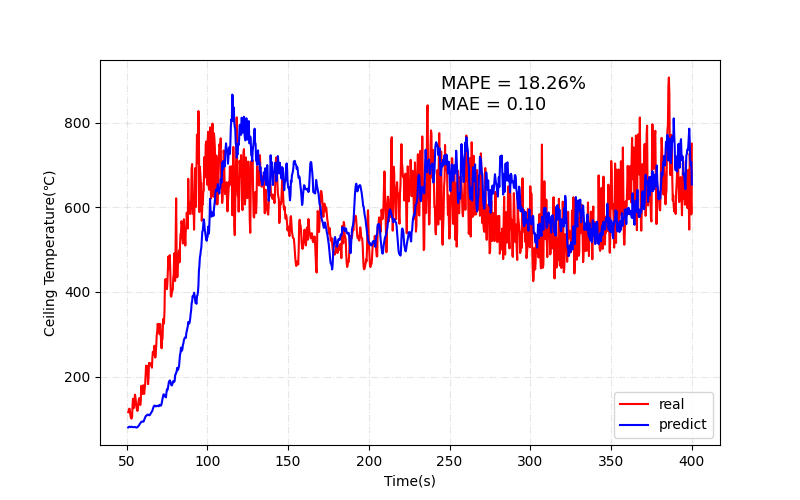 MAPE = 18.26%
MAE = 0.10
800
600
400
200
Ceiling Temperature(℃)
real
predict
50 100 150 200 250 300 350 400
Time(s)